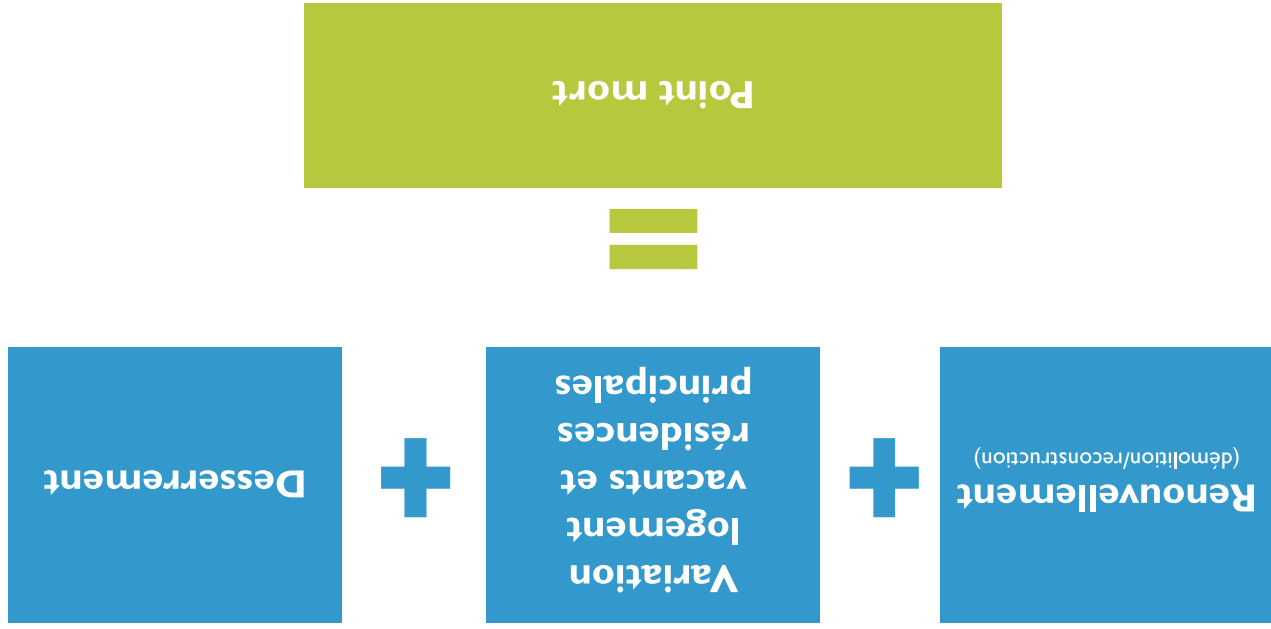 Renouvellement
(démolition/reconstruction)
Variation
logement
vacants et
résidences
principales
Desserrement
Point mort